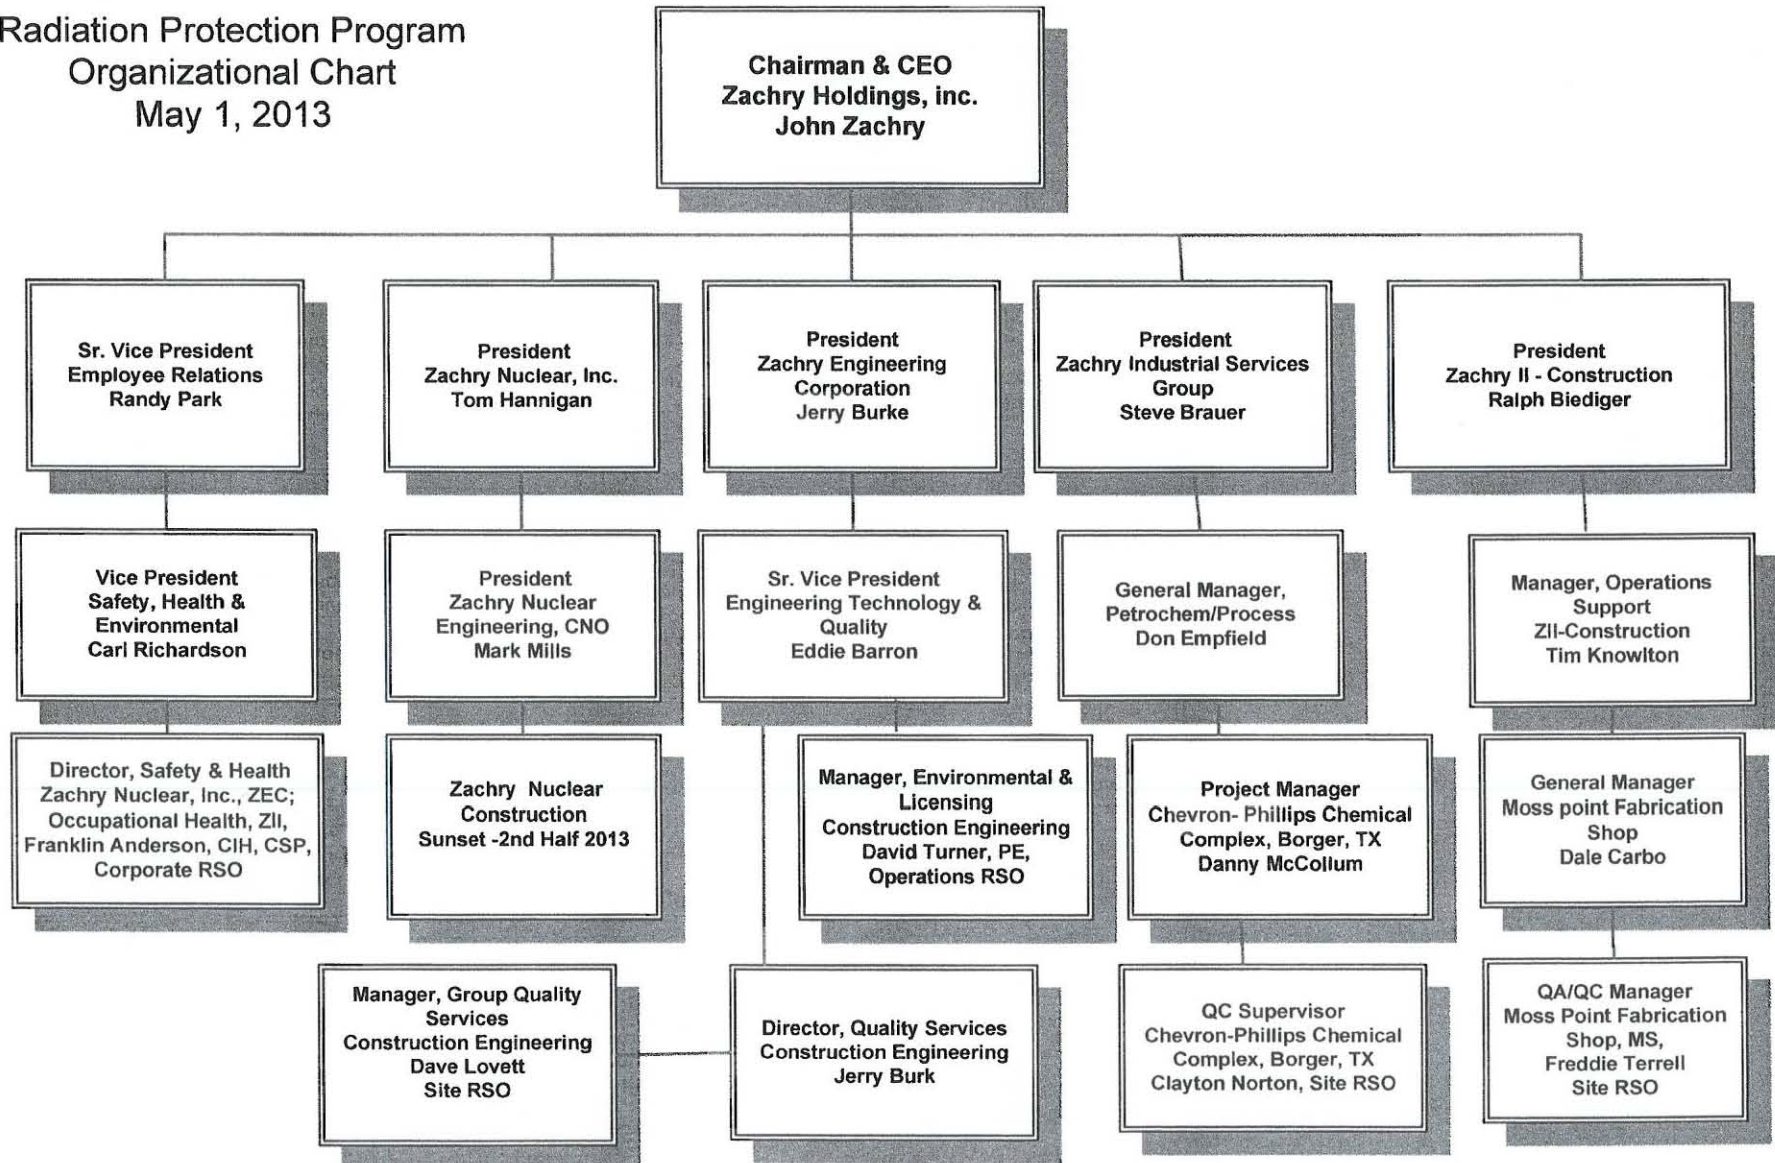 Radiation Protection Program
Organizational Chart
May 1, 2013
Chairman & CEO
Zachry Holdings, inc.
John Zachry
Sr. Vice President
Employee Relations
Randy Park
President
Zachry Nuclear, Inc.
Tom Hannigan
President
Zachry Engineering
Corporation
Jerry Burke
President
Zachry Industrial Services
Group
Steve Brauer
President
Zachry II - Construction
Ralph Biediger
Vice President
Safety, Health &
Environmental
Carl Richardson
President
Zachry Nuclear
Engineering, CNO
Mark Mills
Sr. Vice President
Engineering Technology &
Quality
Eddie Barron
General Manager,
Petrochem/Process
Don Empfield
Manager, Operations
Support
ZII-Construction
Tim Knowlton
Director, Safety & Health
Zachry Nuclear, Inc., ZEC;
Occupational Health, ZII,
Franklin Anderson, CIH, CSP,
Corporate RSO
Zachry Nuclear
Construction
Sunset -2nd Half 2013
Manager, Environmental &
Licensing
Construction Engineering
David Turner, PE,
Operations RSO
Project Manager
Chevron- Phillips Chemical
Complex, Borger, TX
Danny McCollum
General Manager
Moss point Fabrication
Shop
Dale Carbo
Manager, Group Quality
Services
Construction Engineering
Dave Lovett
Site RSO
Director, Quality Services
Construction Engineering
Jerry Burk
QC Supervisor
Chevron-Phillips Chemical
Complex, Borger, TX
Clayton Norton, Site RSO
QA/QC Manager
Moss Point Fabrication
Shop, MS,
Freddie Terrell
Site RSO